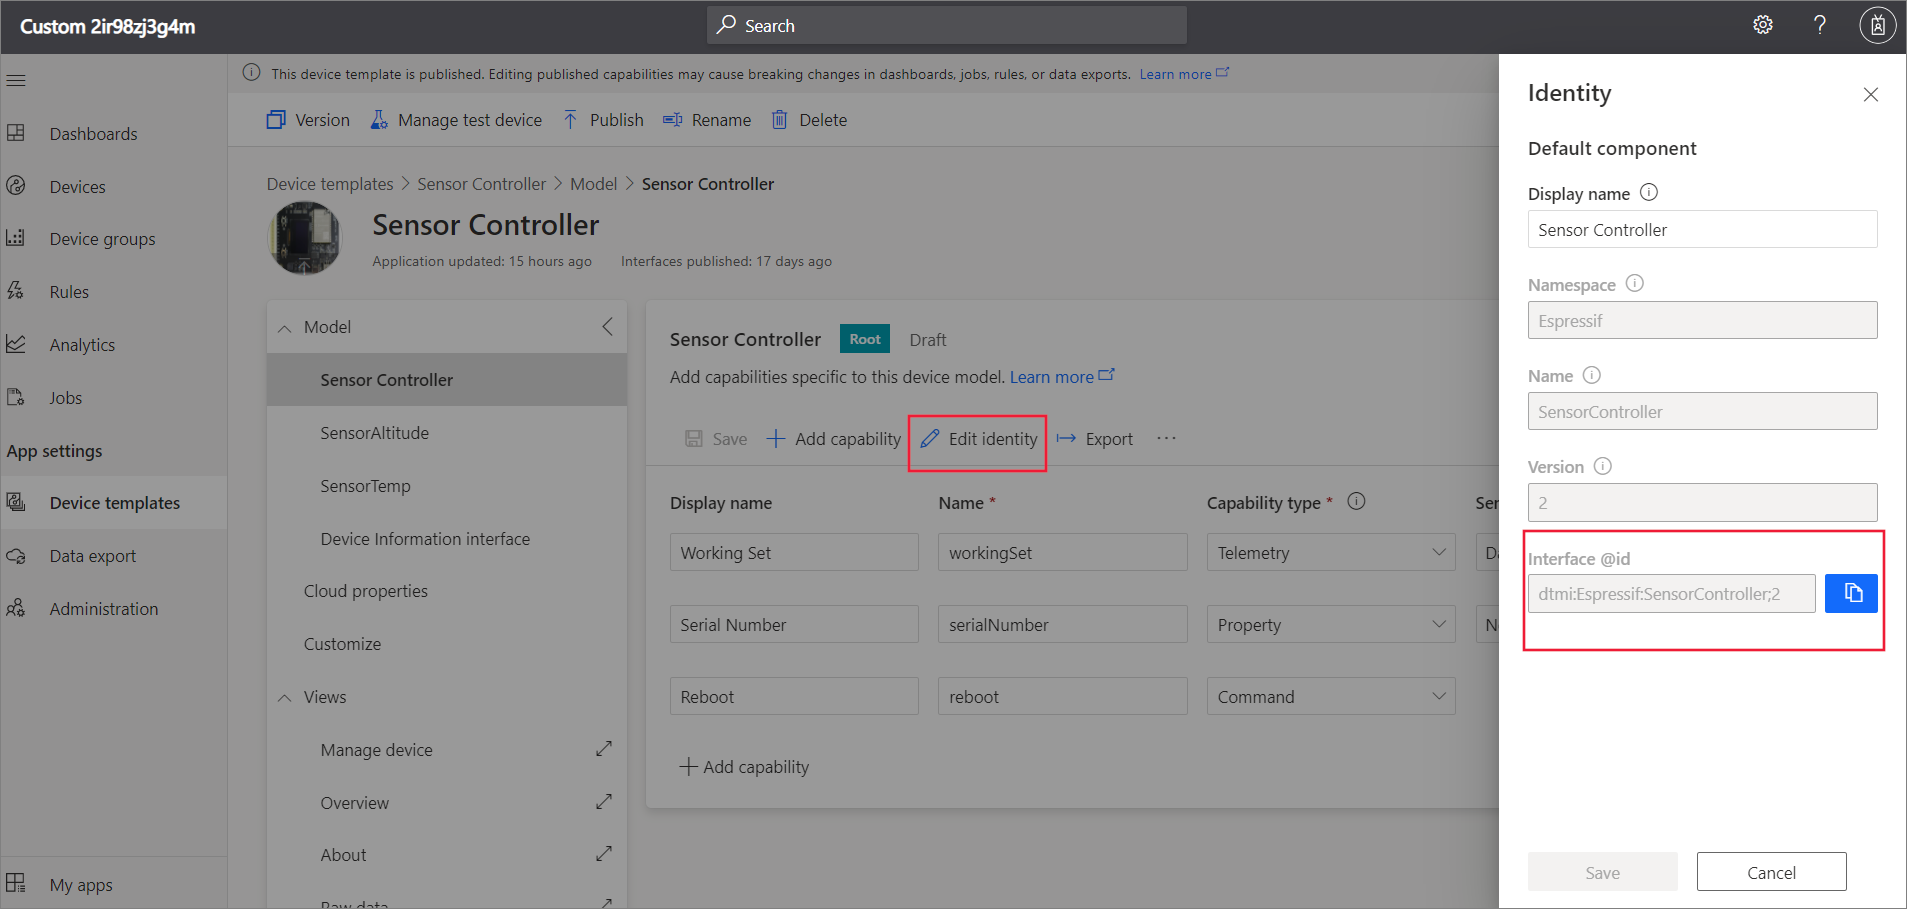 Custom 2ir98zj3g4m
Search
This device template is published. Editing published capabilities may cause breaking changes in dashboards, jobs, rules, or data exports. Learn more
Version Manage test device Publish Rename Delete
Dashboards
Devices
Device groups
Rules
Analytics
Jobs
App settings
Device templates
Data export
Administration
My apps
Device templates > Sensor Controller > Model > Sensor Controller
Sensor Controller
Application updated: 15 hours ago Interfaces published: 17 days ago
Model
Sensor Controller
SensorAltitude
SensorTemp
Device Information interface
Cloud properties
Customize
Views
Manage device
Overview
About
Raw data
Sensor Controller Root Draft
Add capabilities specific to this device model. Learn more
Save Add capability Edit identity Export ...
Display name Name * Capability type * Sen
Working Set workingSet Telemetry Da
Serial Number serialNumber Property N
Reboot reboot Command
Add capability
Identity
Default component
Display name
Sensor Controller
Namespace
Espressif
Name
SensorController
Version
2
Interface @id
dtmi:Espressif:SensorController;2
Save Cancel